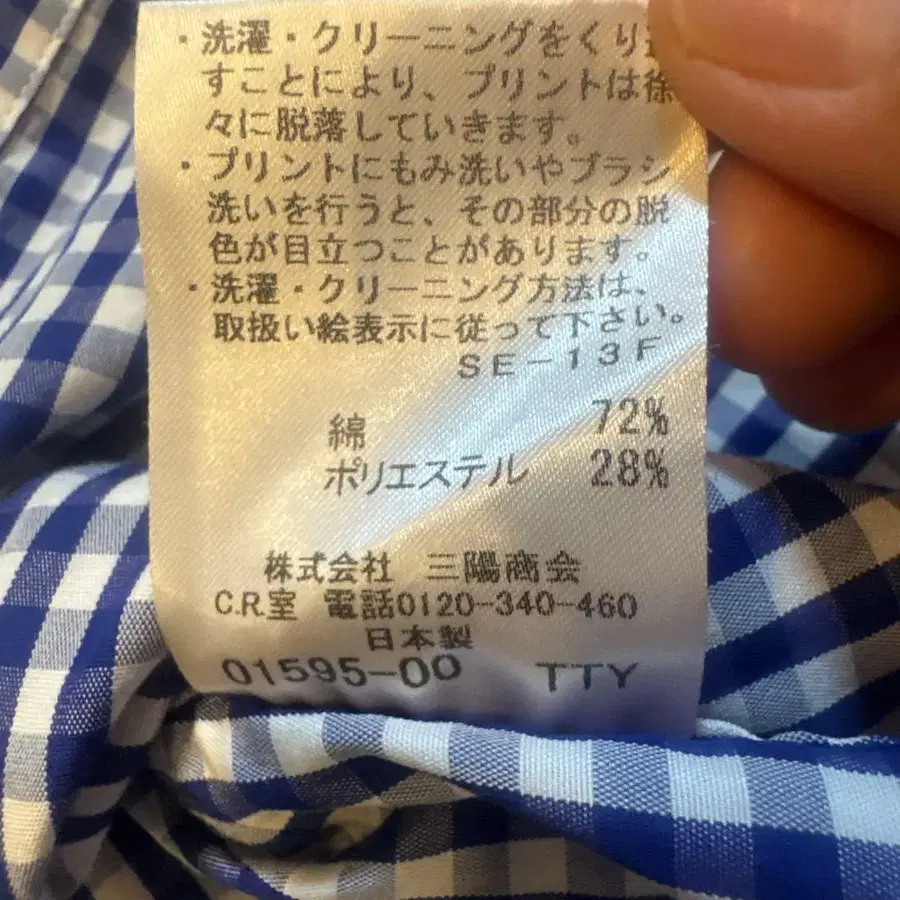 ・洗濯・クリーニングをくり返
すことにより、プリントは徐
々に脱落していきます。
・プリントにもみ洗いやブラシ
洗いを行うと、その部分の脱
色が目立つことがあります。
・洗濯・クリーニング方法は、
取扱い絵表示に従って下さい。
SE-13F
綿 72%
ポリエステル 28%
株式会社 三陽商会
C.R.室 電話0120-340-460
日本製
01595-00 TTY